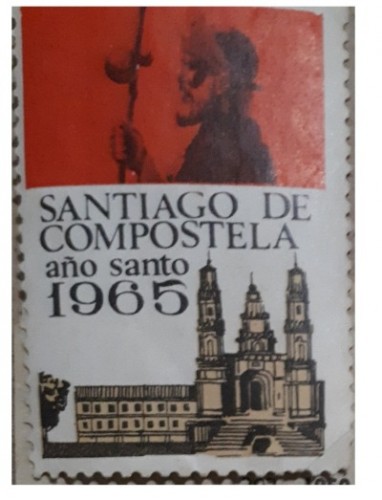 SANTIAGO DE
COMPOSTELA
año santo
1965